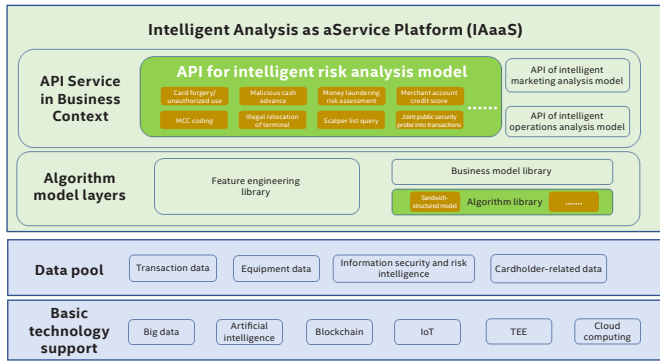 Intelligent Analysis as aService Platform (IAaaS)
API Service
in Business
Context
API for intelligent risk analysis model
Card forgery/
unauthorized use
Malicious cash
advance
Money laundering
risk assessment
Merchant account
credit score
MCC coding
Illegal relocation
of terminal
Scalper list query
Joint public security
probe into transactions
......
API of intelligent
marketing analysis model
API of intelligent
operations analysis model
Algorithm
model layers
Feature engineering
library
Business model library
Sandwich-
structured model
Algorithm library
.......
Data pool
Transaction data
Equipment data
Information security and risk
intelligence
Cardholder-related data
Basic
technology
support
Big data
Artificial
intelligence
Blockchain
IoT
TEE
Cloud
computing